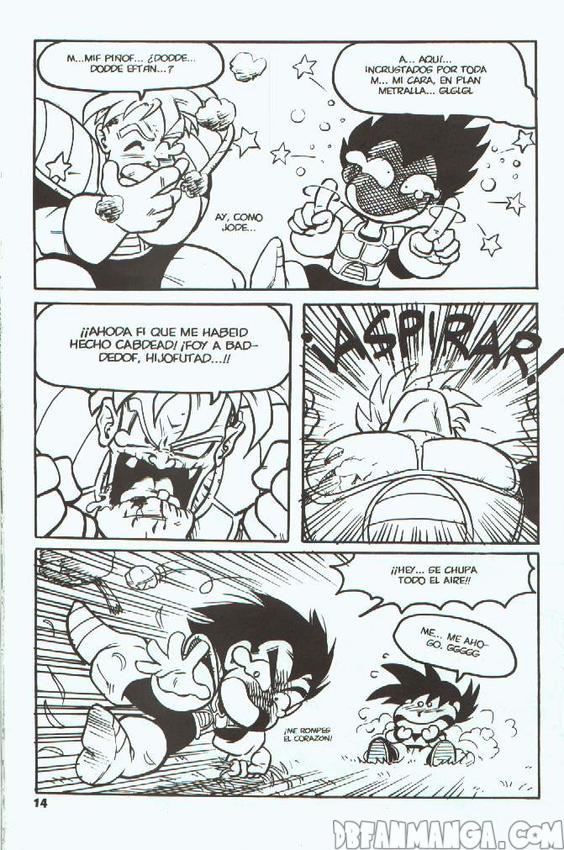 M...MIF PIÑOF... ¿DODDE...
DODDE EFTAN...?
A... AQUÍ...
INCRUSTADOS POR TODA
M... MI CARA, EN PLAN
METRALLA... GLGLGL
AY, COMO
JODE...
¡¡AHODA FI QUE ME HABEID
HECHO CABDEAD! ¡FOY A BAD-
DEDOF, HIJOFUTAD...!!
¡ASPIRAR!
¡¡HEY... SE CHUPA
TODO EL AIRE!!
ME... ME AHO-
GO. GGGGG
¡ME ROMPES
EL CORAZON!
14
DBFANMANGA.COM